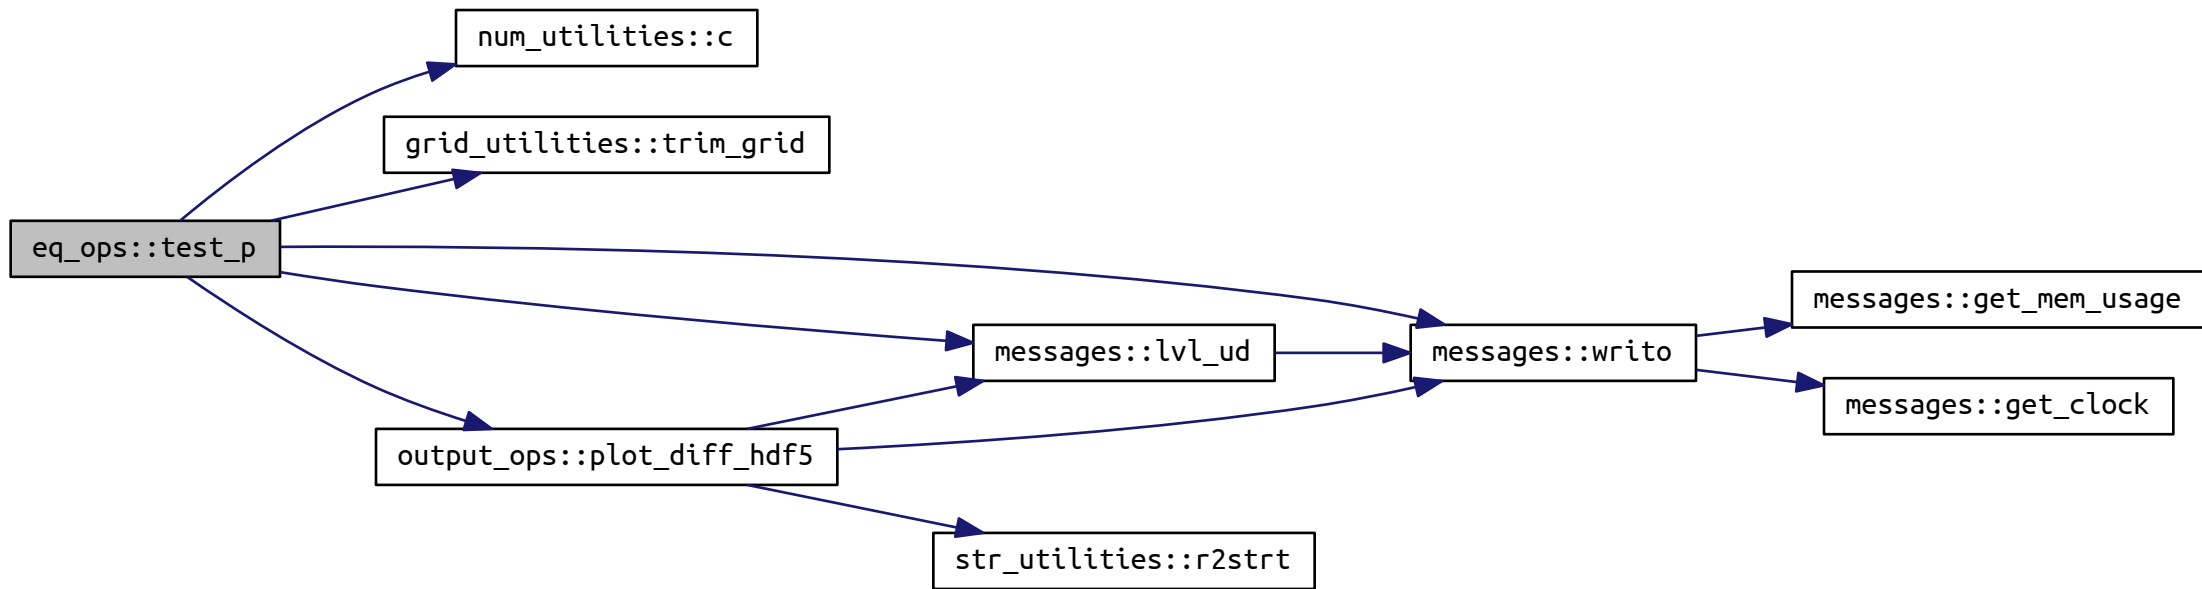 num_utilities::c
grid_utilities::trim_grid
eq_ops::test_p
messages::get_mem_usage
messages::lvl_ud
messages::writo
messages::get_clock
output_ops::plot_diff_hdf5
str_utilities::r2strt